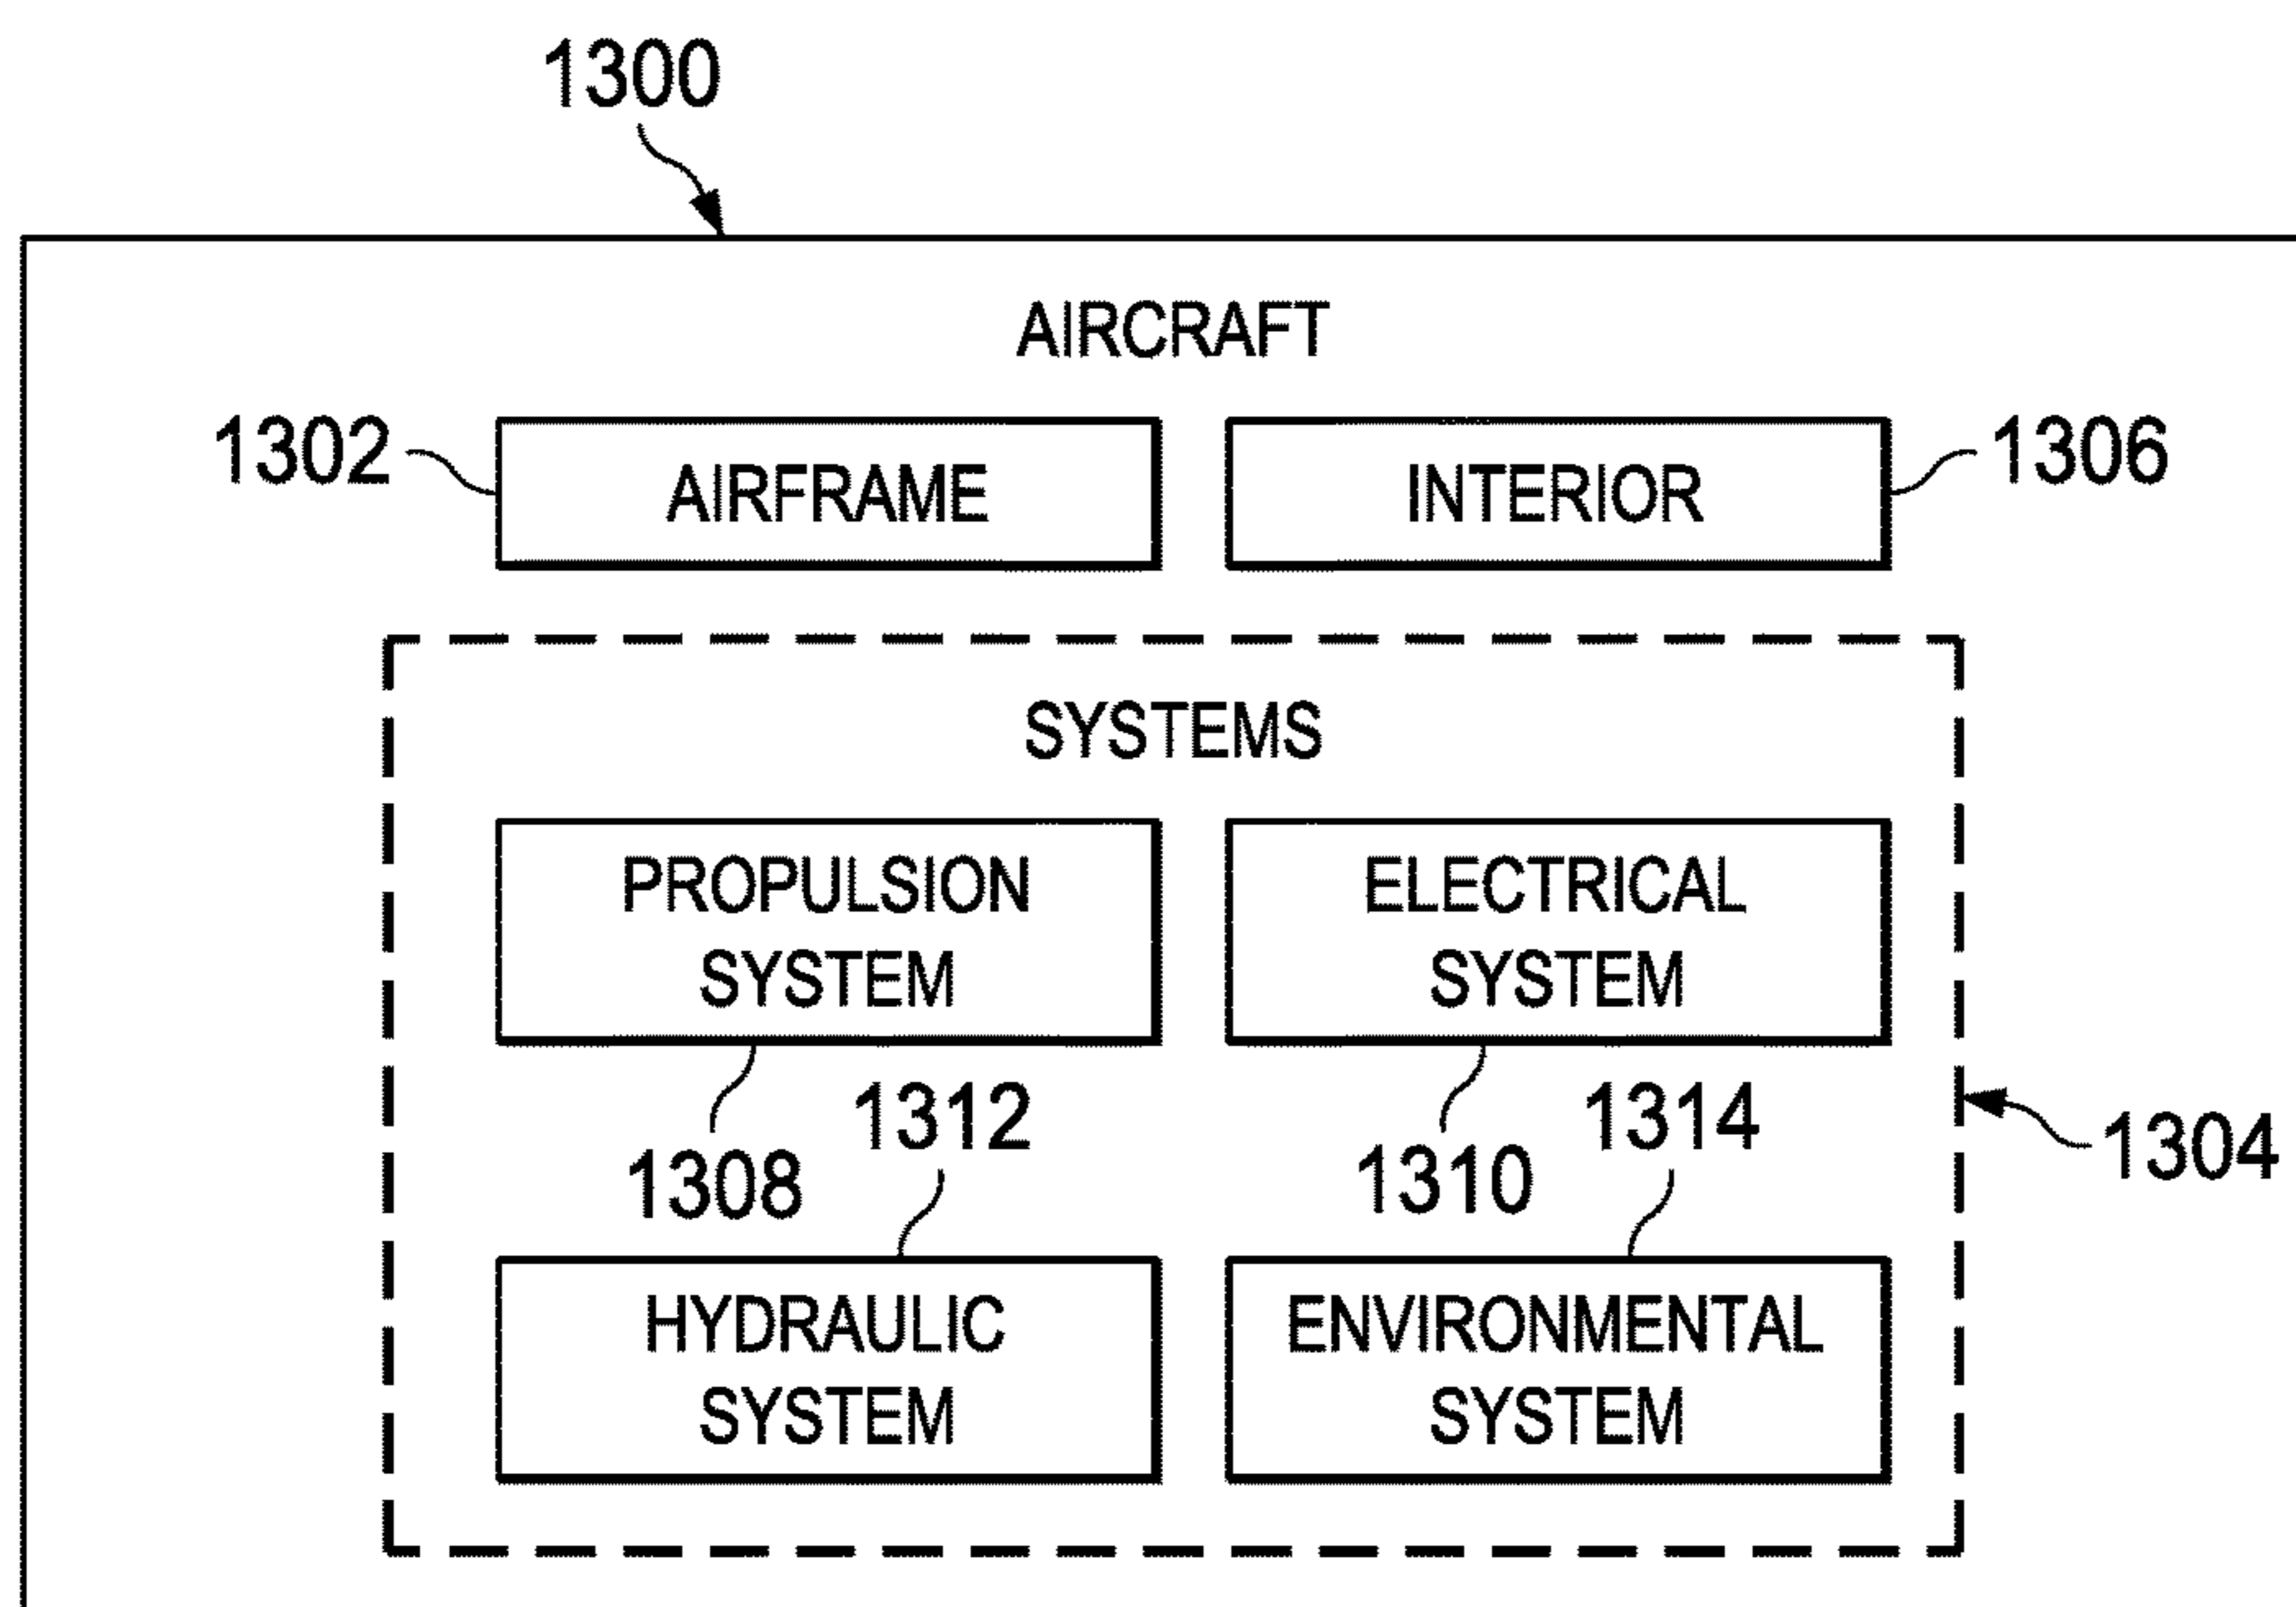 1300
AIRCRAFT
1302
AIRFRAME
INTERIOR
1306
SYSTEMS
PROPULSION
SYSTEM
ELECTRICAL
SYSTEM
1308
1312
1310
1314
1304
HYDRAULIC
SYSTEM
ENVIRONMENTAL
SYSTEM